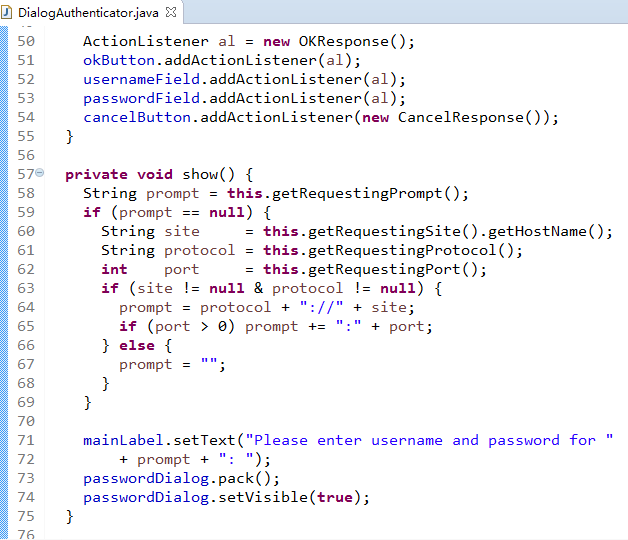 DialogAuthenticator.java
50 ActionListener al = new OKResponse();
51 okButton.addActionListener(al);
52 usernameField.addActionListener(al);
53 passwordField.addActionListener(al);
54 cancelButton.addActionListener(new CancelResponse());
55 }
56
57 private void show() {
58 String prompt = this.getRequestingPrompt();
59 if (prompt == null) {
60 String site = this.getRequestingSite().getHostName();
61 String protocol = this.getRequestingProtocol();
62 int port = this.getRequestingPort();
63 if (site != null & protocol != null) {
64 prompt = protocol + "://" + site;
65 if (port > 0) prompt += ":" + port;
66 } else {
67 prompt = "";
68 }
69 }
70
71 mainLabel.setText("Please enter username and password for "
72 + prompt + ": ");
73 passwordDialog.pack();
74 passwordDialog.setVisible(true);
75 }
76